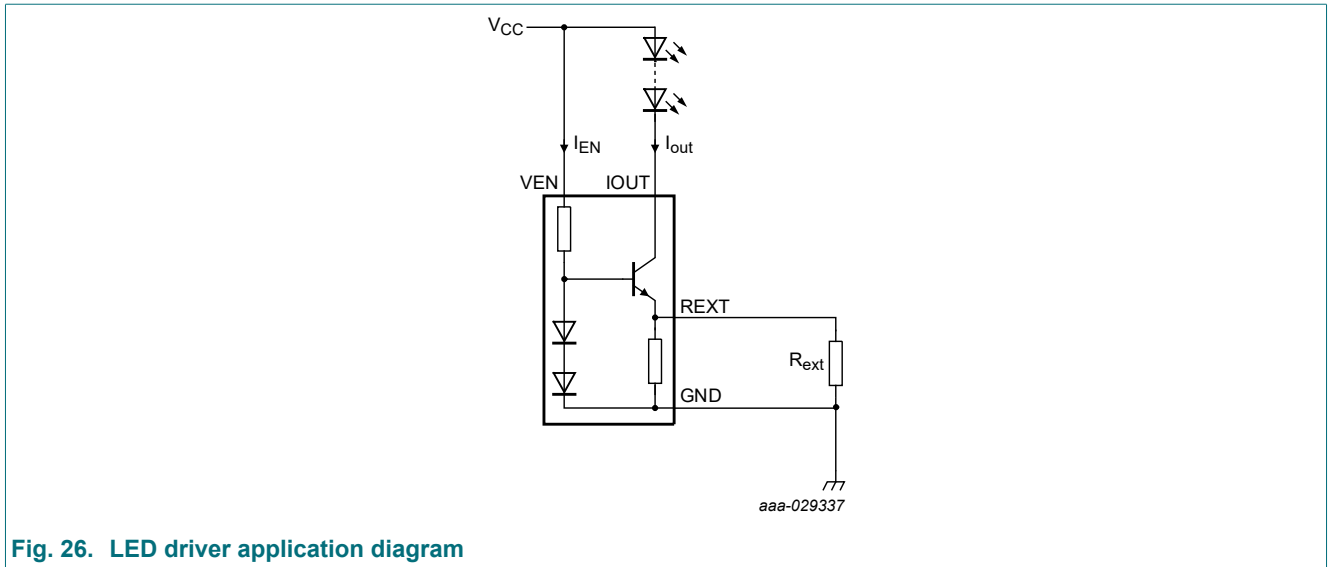 VCC
IEN
Iout
VEN
IOUT
REXT
Rext
GND
aaa-029337
Fig. 26. LED driver application diagram